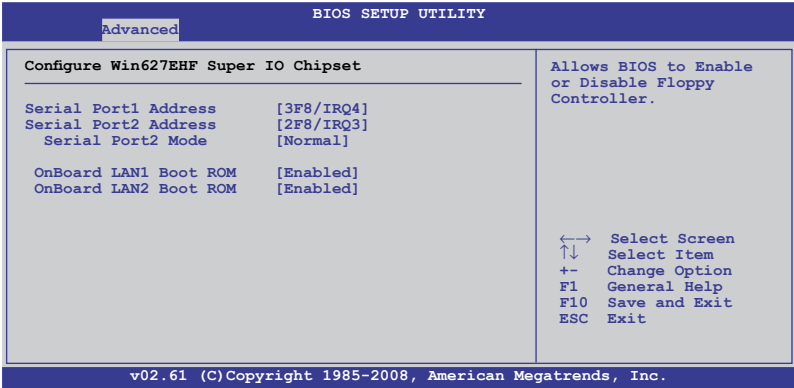 BIOS SETUP UTILITY
Advanced
Configure Win627EHF Super IO Chipset
Serial Port1 Address [3F8/IRQ4]
Serial Port2 Address [2F8/IRQ3]
Serial Port2 Mode [Normal]
OnBoard LAN1 Boot ROM [Enabled]
OnBoard LAN2 Boot ROM [Enabled]
Allows BIOS to Enable
or Disable Floppy
Controller.
←→ Select Screen
↑↓ Select Item
+- Change Option
F1 General Help
F10 Save and Exit
ESC Exit
v02.61 (C)Copyright 1985-2008, American Megatrends, Inc.